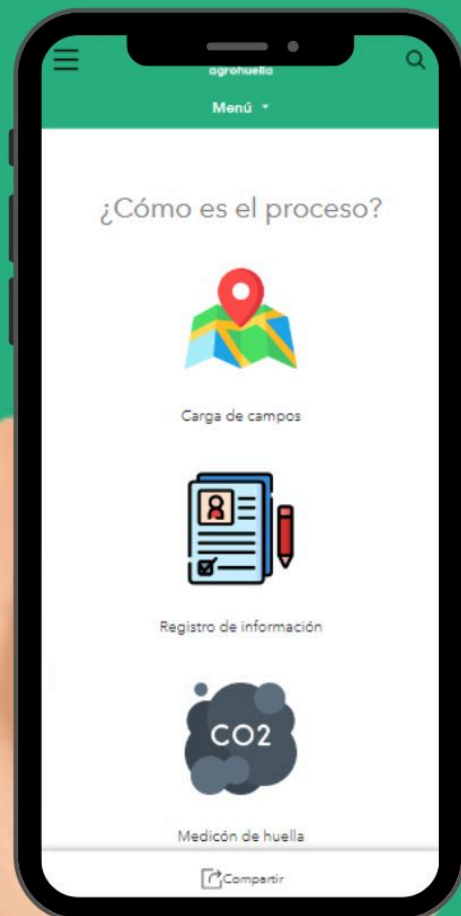 agrohuella
Menú
¿Cómo es el proceso?
Carga de campos
Registro de información
CO2
Medicón de huella
Compartir